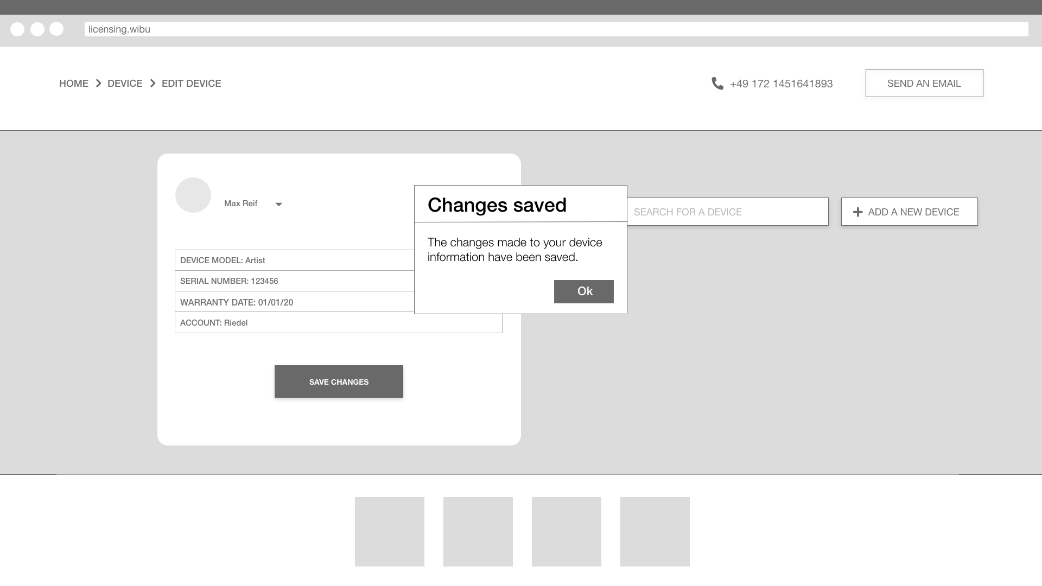 licensing.wibu
HOME > DEVICE > EDIT DEVICE
+49 172 1451641893
SEND AN EMAIL
Max Reif
DEVICE MODEL: Artist
SERIAL NUMBER: 123456
WARRANTY DATE: 01/01/20
ACCOUNT: Riedel
SAVE CHANGES
Changes saved
The changes made to your device
information have been saved.
Ok
SEARCH FOR A DEVICE
+ ADD A NEW DEVICE